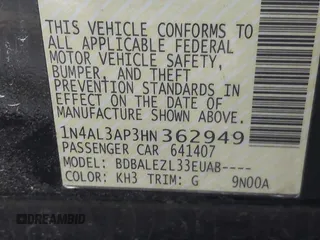 THIS VEHICLE CONFORMS TO
ALL APPLICABLE FEDERAL
MOTOR VEHICLE SAFETY,
BUMPER, AND THEFT
PREVENTION STANDARDS IN
EFFECT ON THE DATE OF
MANUFACTURE SHOWN ABOVE.
1N4AL3AP3HN362949
PASSENGER CAR 641407
MODEL: BDBALEZL33EUAB----
COLOR: KH3 TRIM: G 9N00A
DREAMBID